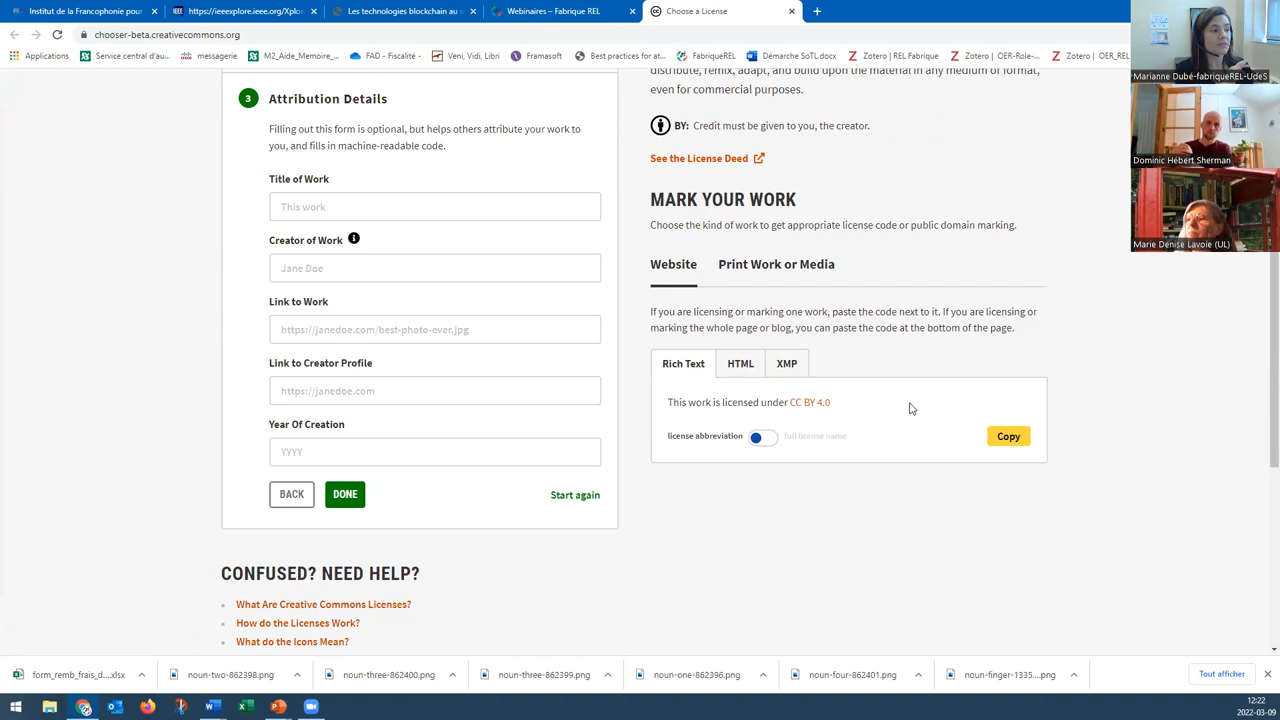 Institut de la Francophonie pour
https://ieeexplore.ieee.org/Xplo
Les technologies blockchain au s
Webinaires – Fabrique REL
Choose a License
chooser-beta.creativecommons.org
Applications
Service central d'au...
messagerie
M2_Aide_Memoire_...
FAD - Fiscalité -
Veni, Vidi, Libri
Framasoft
Best practices for at...
FabriqueREL
Démarche SoTL.docx
Zotero | REL Fabrique
Zotero | OER-Role-...
Zotero | OER_REL
distribute, remix, adapt, and build upon the material in any medium or format,
even for commercial purposes.
BY: Credit must be given to you, the creator.
See the License Deed
MARK YOUR WORK
Choose the kind of work to get appropriate license code or public domain marking.
Website
Print Work or Media
If you are licensing or marking one work, paste the code next to it. If you are licensing or
marking the whole page or blog, you can paste the code at the bottom of the page.
Rich Text
HTML
XMP
This work is licensed under CC BY 4.0
license abbreviation
full license name
Copy
3
Attribution Details
Filling out this form is optional, but helps others attribute your work to
you, and fills in machine-readable code.
Title of Work
This work
Creator of Work
Jane Doe
Link to Work
https://janedoe.com/best-photo-ever.jpg
Link to Creator Profile
https://janedoe.com
Year Of Creation
YYYY
BACK
DONE
Start again
CONFUSED? NEED HELP?
What Are Creative Commons Licenses?
How do the Licenses Work?
What do the Icons Mean?
Marianne Dubé-fabriqueREL-UdeS
Dominic Hébert Sherman
Marie Denise Lavoie (UL)
form_remb_frais_d....xlsx
noun-two-862398.png
noun-three-862400.png
noun-three-862399.png
noun-one-862396.png
noun-four-862401.png
noun-finger-1335....png
Tout afficher
12:22
2022-03-09